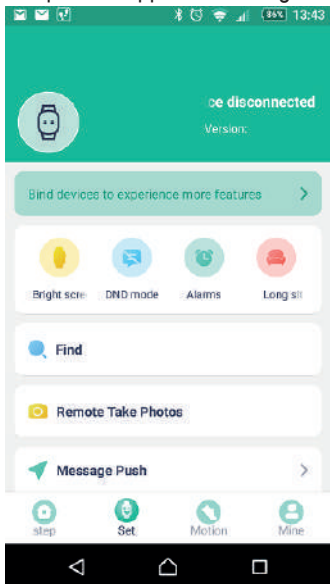 86% 13:43
ce disconnected
Version:
Bind devices to experience more features
Bright scre DND mode Alarms Long sit
Find
Remote Take Photos
Message Push
step Set Motion Mine